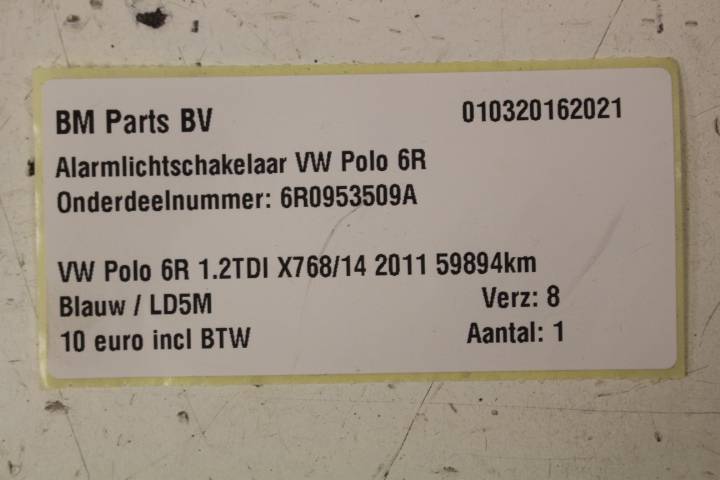 BM Parts BV 010320162021
Alarmlichtschakelaar VW Polo 6R
Onderdeelnummer: 6R0953509A
VW Polo 6R 1.2TDI X768/14 2011 59894km
Blauw / LD5M Verz: 8
10 euro incl BTW Aantal: 1